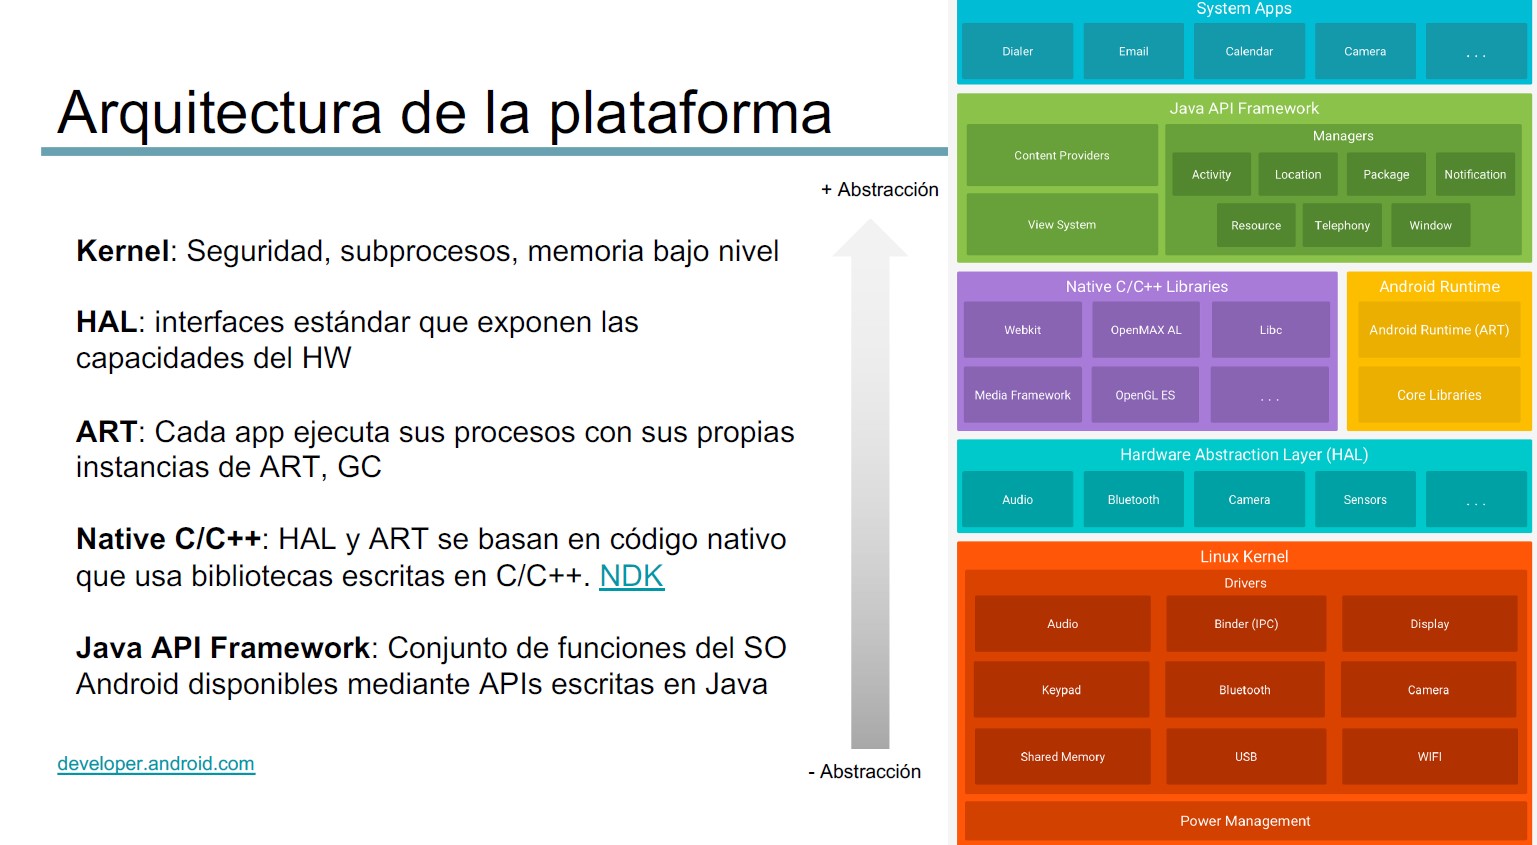 Arquitectura de la plataforma
+ Abstracción
Kernel: Seguridad, subprocesos, memoria bajo nivel
HAL: interfaces estándar que exponen las
capacidades del HW
ART: Cada app ejecuta sus procesos con sus propias
instancias de ART, GC
Native C/C++: HAL y ART se basan en código nativo
que usa bibliotecas escritas en C/C++. NDK
Java API Framework: Conjunto de funciones del SO
Android disponibles mediante APIs escritas en Java
developer.android.com
- Abstracción
System Apps
Dialer Email Calendar Camera . . .
Java API Framework
Content Providers
View System
Managers
Activity Location Package Notification
Resource Telephony Window
Native C/C++ Libraries
Webkit OpenMAX AL Libc
Media Framework OpenGL ES . . .
Android Runtime
Android Runtime (ART)
Core Libraries
Hardware Abstraction Layer (HAL)
Audio Bluetooth Camera Sensors . . .
Linux Kernel
Drivers
Audio Binder (IPC) Display
Keypad Bluetooth Camera
Shared Memory USB WIFI
Power Management